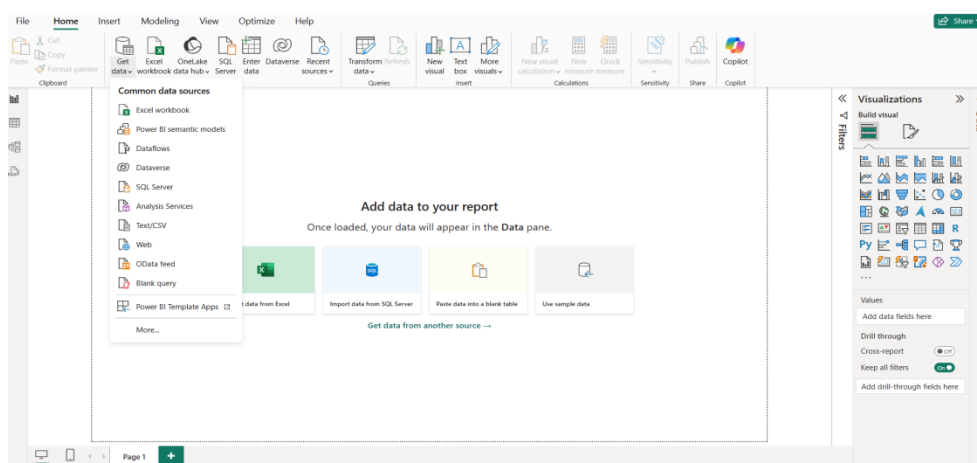 File Home Insert Modeling View Optimize Help
Share
Paste
Cut
Copy
Format painter
Clipboard
Get data
Excel workbook
OneLake data hub
SQL Server
Enter data
Dataverse
Recent sources
Transform data
Refresh
Queries
New visual
Text box
More visuals
Insert
New visual calculation
New measure
Quick measure
Calculations
Sensitivity
Sensitivity
Publish
Share
Copilot
Copilot
Common data sources
Excel workbook
Power BI semantic models
Dataflows
Dataverse
SQL Server
Analysis Services
Text/CSV
Web
OData feed
Blank query
Power BI Template Apps
More...
Add data to your report
Once loaded, your data will appear in the Data pane.
SQL
data from Excel
Import data from SQL Server
Paste data into a blank table
Use sample data
Get data from another source →
Filters
Visualizations
Build visual
R
Py
Values
Add data fields here
Drill through
Cross-report
Off
Keep all filters
On
Add drill-through fields here
Page 1